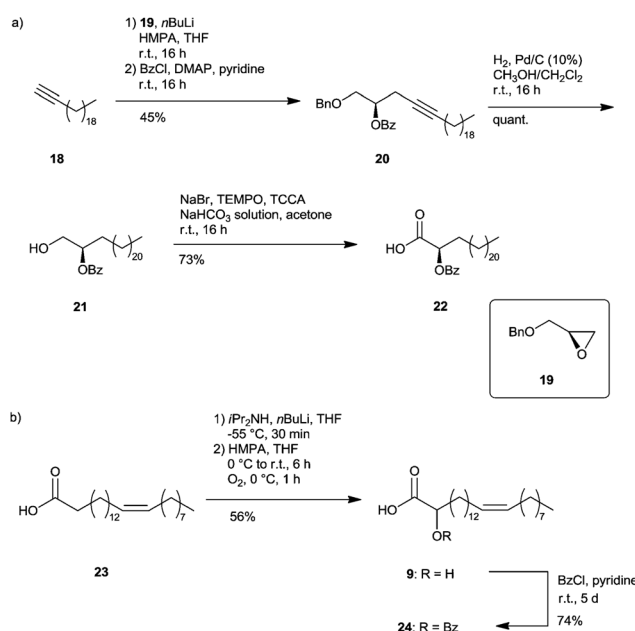 a)
1) 19, nBuLi
HMPA, THF
r.t., 16 h
2) BzCl, DMAP, pyridine
r.t., 16 h
45%
18
18
BnO
OBz
18
20
H2, Pd/C (10%)
CH3OH/CH2Cl2
r.t., 16 h
quant.
HO
OBz
20
21
NaBr, TEMPO, TCCA
NaHCO3 solution, acetone
r.t., 16 h
73%
O
HO
OBz
20
22
BnO
O
19
b)
O
HO
12
7
23
1) iPr2NH, nBuLi, THF
-55 °C, 30 min
2) HMPA, THF
0 °C to r.t., 6 h
O2, 0 °C, 1 h
56%
O
HO
12
7
OR
9: R = H
BzCl, pyridine
r.t., 5 d
74%
24: R = Bz